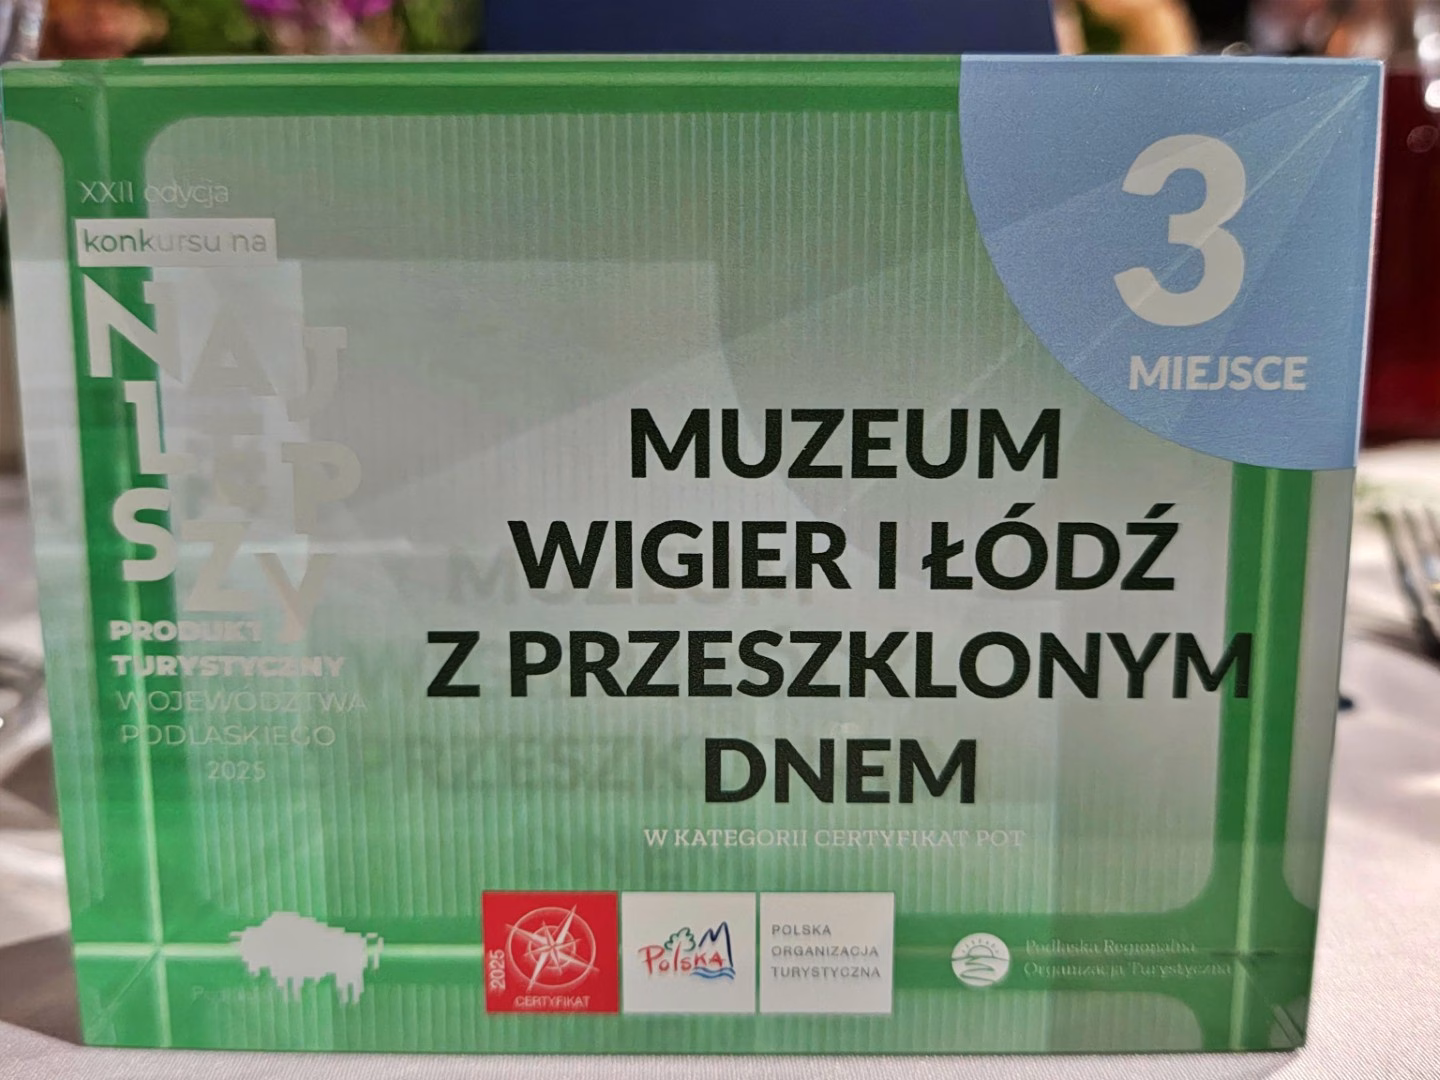 XXII edycja
konkursu na
NAJ
LEP
SZY
PRODUKT
TURYSTYCZNY
WOJEWÓDZTWA
PODLASKIEGO
2025
3
MIEJSCE
MUZEUM
WIGIER I ŁÓDŹ
Z PRZESZKLONYM
DNEM
W KATEGORII CERTYFIKAT POT
2025
CERTYFIKAT
POLSKA
POLSKA
ORGANIZACJA
TURYSTYCZNA
Podlaska Regionalna
Organizacja Turystyczna